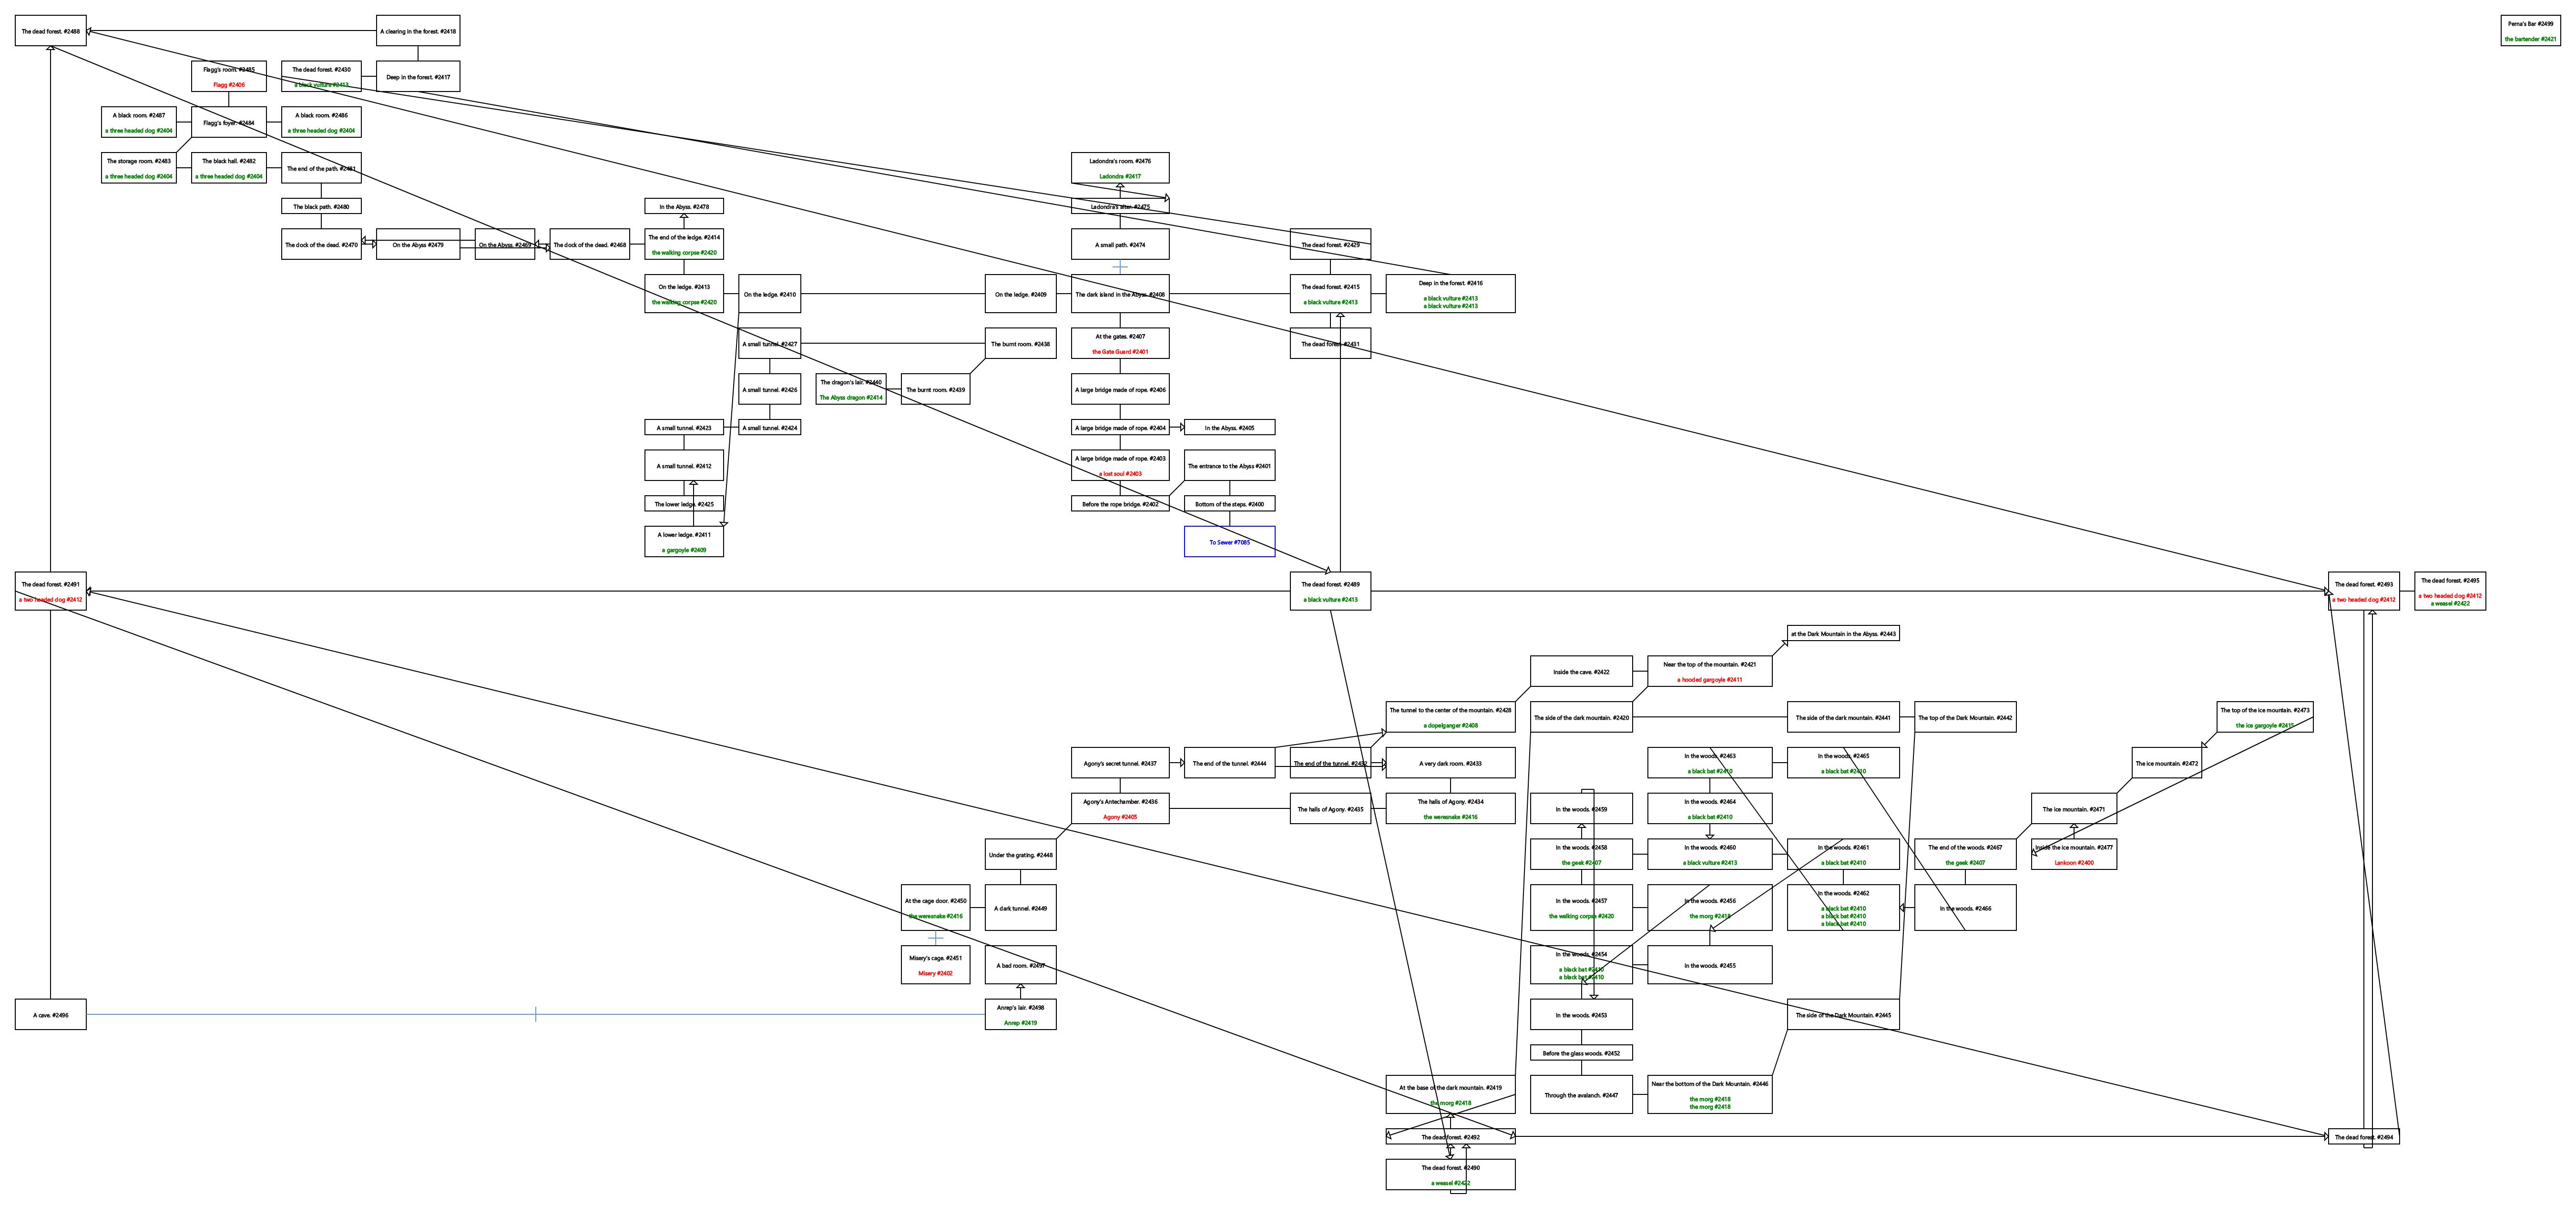 The dead forest. #2488
A clearing in the forest. #2418
Perna's Bar #2499
the bartender #2421
Flagg's room. #2485
Flagg #2406
The dead forest. #2430
a black vulture #2413
Deep in the forest. #2417
A black room. #2487
a three headed dog #2404
Flagg's foyer. #2484
A black room. #2486
a three headed dog #2404
The storage room. #2483
a three headed dog #2404
The black hall. #2482
a three headed dog #2404
The end of the path. #2481
Ladondra's room. #2476
Ladondra #2417
The black path. #2480
In the Abyss. #2478
Ladondra's alter. #2475
The dock of the dead. #2470
On the Abyss #2479
On the Abyss. #2469
The dock of the dead. #2468
The end of the ledge. #2414
the walking corpse #2420
A small path. #2474
The dead forest. #2429
On the ledge. #2413
the walking corpse #2420
On the ledge. #2410
On the ledge. #2409
The dark island in the Abyss. #2408
The dead forest. #2415
a black vulture #2413
Deep in the forest. #2416
a black vulture #2413
a black vulture #2413
A small tunnel. #2427
The burnt room. #2438
At the gates. #2407
the Gate Guard #2401
The dead forest. #2431
A small tunnel. #2426
The dragon's lair. #2440
The Abyss dragon #2414
The burnt room. #2439
A large bridge made of rope. #2406
A small tunnel. #2423
A small tunnel. #2424
A large bridge made of rope. #2404
In the Abyss. #2405
A small tunnel. #2412
A large bridge made of rope. #2403
a lost soul #2403
The entrance to the Abyss #2401
The lower ledge. #2425
Before the rope bridge. #2402
Bottom of the steps. #2400
A lower ledge. #2411
a gargoyle #2409
To Sewer #7085
The dead forest. #2491
a two headed dog #2412
The dead forest. #2489
a black vulture #2413
The dead forest. #2493
a two headed dog #2412
The dead forest. #2495
a two headed dog #2412
a weasel #2422
at the Dark Mountain in the Abyss. #2443
Inside the cave. #2422
Near the top of the mountain. #2421
a hooded gargoyle #2411
The tunnel to the center of the mountain. #2428
a dopelganger #2408
The side of the dark mountain. #2420
The side of the dark mountain. #2441
The top of the Dark Mountain. #2442
The top of the ice mountain. #2473
the ice gargoyle #2415
Agony's secret tunnel. #2437
The end of the tunnel. #2444
The end of the tunnel. #2432
A very dark room. #2433
In the woods. #2463
a black bat #2410
In the woods. #2465
a black bat #2410
The ice mountain. #2472
Agony's Antechamber. #2436
Agony #2405
The halls of Agony. #2435
The halls of Agony. #2434
the weresnake #2416
In the woods. #2459
In the woods. #2464
a black bat #2410
The ice mountain. #2471
Under the grating. #2448
In the woods. #2458
the geek #2407
In the woods. #2460
a black vulture #2413
In the woods. #2461
a black bat #2410
The end of the woods. #2467
the geek #2407
Inside the ice mountain. #2477
Lankoon #2400
At the cage door. #2450
the weresnake #2416
A dark tunnel. #2449
In the woods. #2457
the walking corpse #2420
In the woods. #2456
the morg #2418
In the woods. #2462
a black bat #2410
a black bat #2410
a black bat #2410
In the woods. #2466
Misery's cage. #2451
Misery #2402
A bad room. #2497
In the woods. #2454
a black bat #2410
a black bat #2410
In the woods. #2455
A cave. #2496
Anrep's lair. #2498
Anrep #2419
In the woods. #2453
The side of the Dark Mountain. #2445
Before the glass woods. #2452
At the base of the dark mountain. #2419
the morg #2418
Through the avalanch. #2447
Near the bottom of the Dark Mountain. #2446
the morg #2418
the morg #2418
The dead forest. #2492
The dead forest. #2494
The dead forest. #2490
a weasel #2422